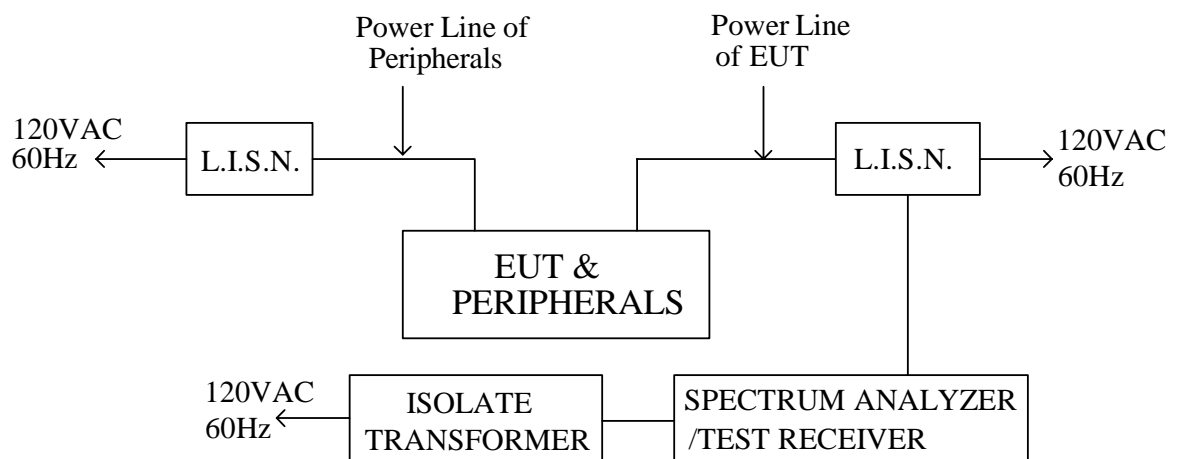 Power Line of
Peripherals
Power Line
of EUT
120VAC
60Hz
L.I.S.N.
L.I.S.N.
120VAC
60Hz
EUT &
PERIPHERALS
120VAC
60Hz
ISOLATE
TRANSFORMER
SPECTRUM ANALYZER
/TEST RECEIVER